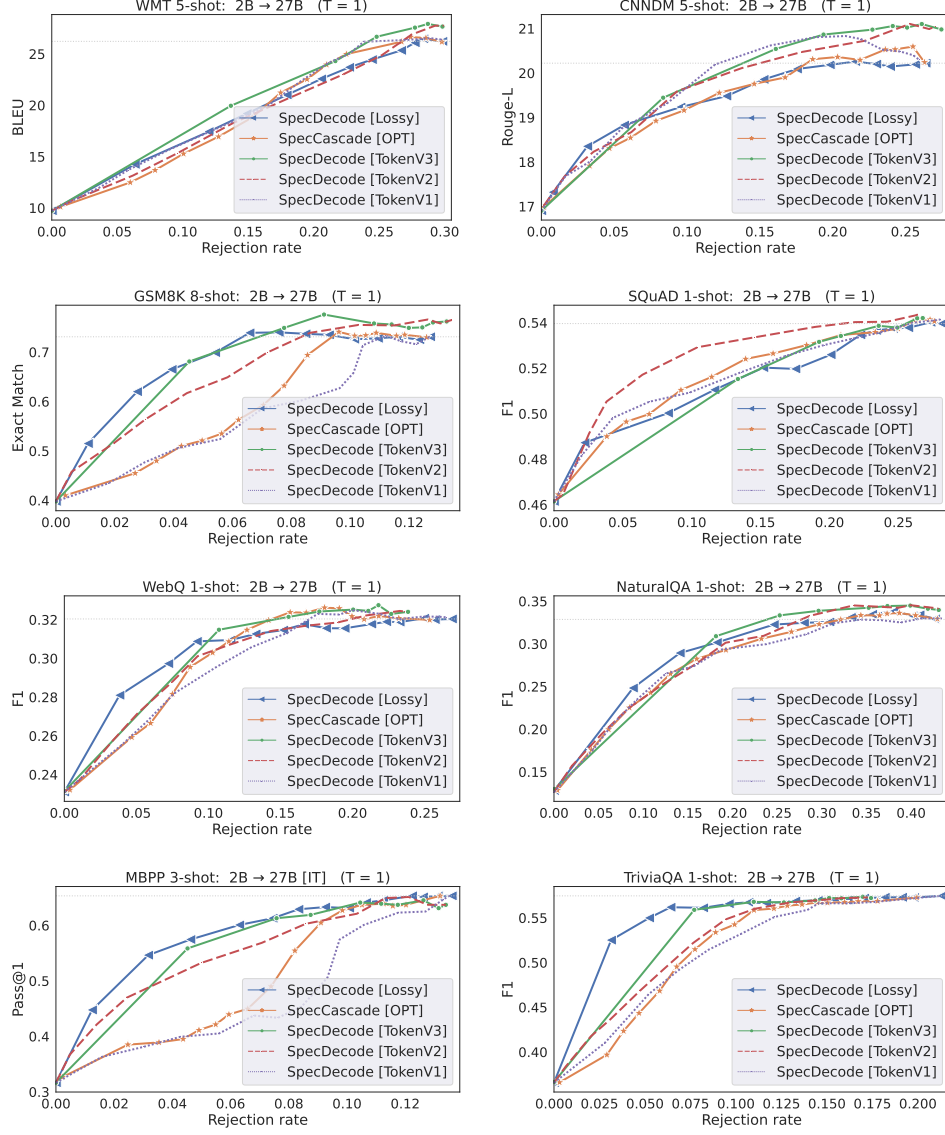 WMT 5-shot: 2B → 27B (T = 1)
BLEU
25
20
15
10
SpecDecode [Lossy]
SpecCascade [OPT]
SpecDecode [TokenV3]
SpecDecode [TokenV2]
SpecDecode [TokenV1]
0.00 0.05 0.10 0.15 0.20 0.25 0.30
Rejection rate
CNNDM 5-shot: 2B → 27B (T = 1)
Rouge-L
21
20
19
18
17
SpecDecode [Lossy]
SpecCascade [OPT]
SpecDecode [TokenV3]
SpecDecode [TokenV2]
SpecDecode [TokenV1]
0.00 0.05 0.10 0.15 0.20 0.25
Rejection rate
GSM8K 8-shot: 2B → 27B (T = 1)
Exact Match
0.7
0.6
0.5
0.4
SpecDecode [Lossy]
SpecCascade [OPT]
SpecDecode [TokenV3]
SpecDecode [TokenV2]
SpecDecode [TokenV1]
0.00 0.02 0.04 0.06 0.08 0.10 0.12
Rejection rate
SQuAD 1-shot: 2B → 27B (T = 1)
F1
0.54
0.52
0.50
0.48
0.46
SpecDecode [Lossy]
SpecCascade [OPT]
SpecDecode [TokenV3]
SpecDecode [TokenV2]
SpecDecode [TokenV1]
0.00 0.05 0.10 0.15 0.20 0.25
Rejection rate
WebQ 1-shot: 2B → 27B (T = 1)
F1
0.32
0.30
0.28
0.26
0.24
SpecDecode [Lossy]
SpecCascade [OPT]
SpecDecode [TokenV3]
SpecDecode [TokenV2]
SpecDecode [TokenV1]
0.00 0.05 0.10 0.15 0.20 0.25
Rejection rate
NaturalQA 1-shot: 2B → 27B (T = 1)
F1
0.35
0.30
0.25
0.20
0.15
SpecDecode [Lossy]
SpecCascade [OPT]
SpecDecode [TokenV3]
SpecDecode [TokenV2]
SpecDecode [TokenV1]
0.00 0.05 0.10 0.15 0.20 0.25 0.30 0.35 0.40
Rejection rate
MBPP 3-shot: 2B → 27B [IT] (T = 1)
Pass@1
0.6
0.5
0.4
0.3
SpecDecode [Lossy]
SpecCascade [OPT]
SpecDecode [TokenV3]
SpecDecode [TokenV2]
SpecDecode [TokenV1]
0.00 0.02 0.04 0.06 0.08 0.10 0.12
Rejection rate
TriviaQA 1-shot: 2B → 27B (T = 1)
F1
0.55
0.50
0.45
0.40
SpecDecode [Lossy]
SpecCascade [OPT]
SpecDecode [TokenV3]
SpecDecode [TokenV2]
SpecDecode [TokenV1]
0.000 0.025 0.050 0.075 0.100 0.125 0.150 0.175 0.200
Rejection rate